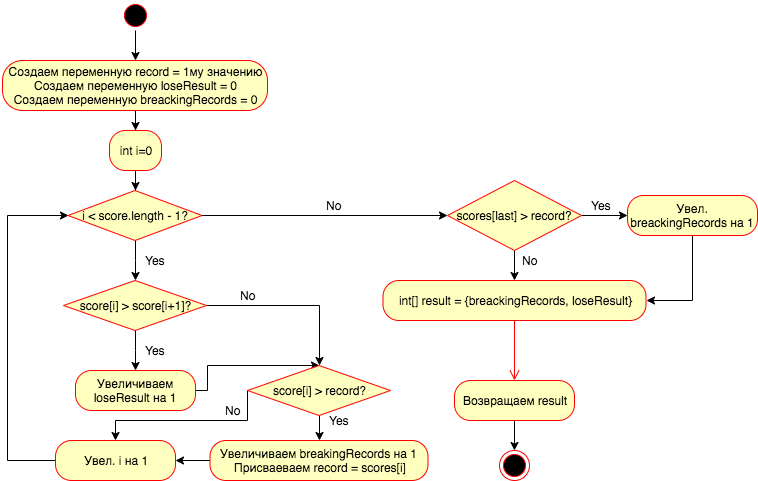 Создаем переменную record = 1му значению
Создаем переменную loseResult = 0
Создаем переменную breackingRecords = 0
int i=0
i < score.length - 1?
No
scores[last] > record?
Yes
Увел.
breackingRecords на 1
Yes
No
score[i] > score[i+1]?
No
int[] result = {breackingRecords, loseResult}
Yes
Увеличиваем
loseResult на 1
score[i] > record?
Возвращаем result
No
Yes
Увел. i на 1
Увеличиваем breakingRecords на 1
Присваеваем record = scores[i]